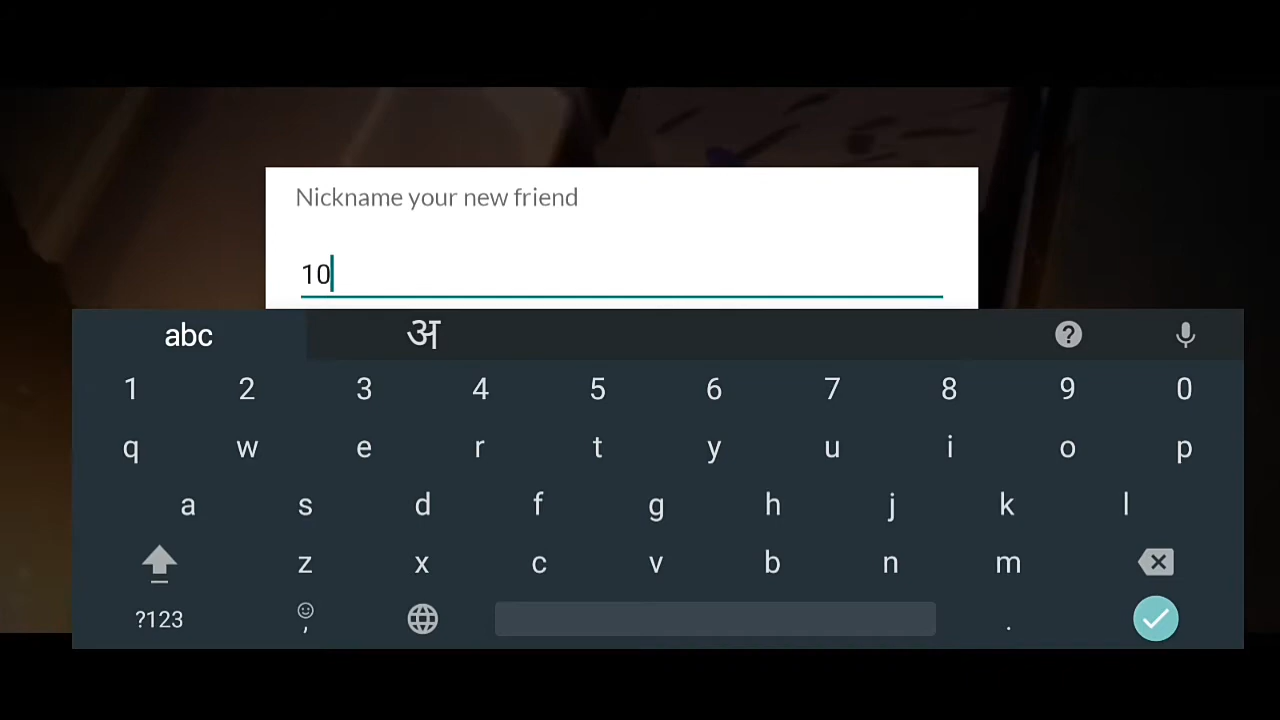 Nickname your new friend
10
abc अ ?
1 2 3 4 5 6 7 8 9 0
q w e r t y u i o p
a s d f g h j k l
z x c v b n m
?123 , .